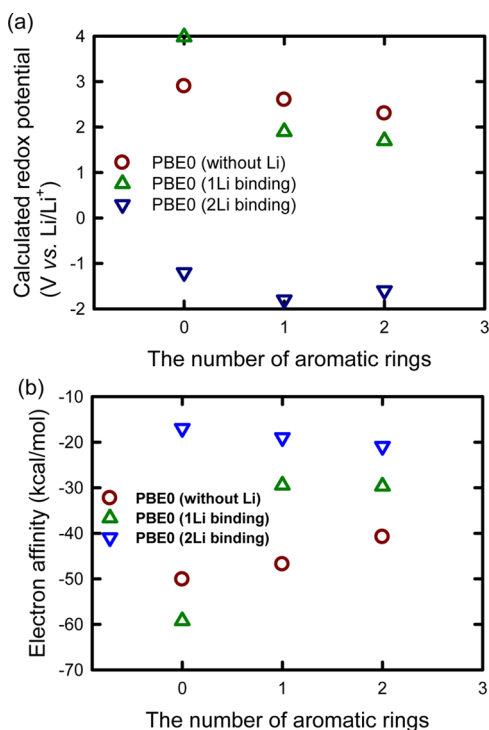 (a)
Calculated redox potential
(V vs. Li/Li⁺)
4
3
2
1
0
-1
-2
PBE0 (without Li)
PBE0 (1Li binding)
PBE0 (2Li binding)
0 1 2 3
The number of aromatic rings
(b)
Electron affinity (kcal/mol)
-10
-20
-30
-40
-50
-60
-70
PBE0 (without Li)
PBE0 (1Li binding)
PBE0 (2Li binding)
0 1 2 3
The number of aromatic rings